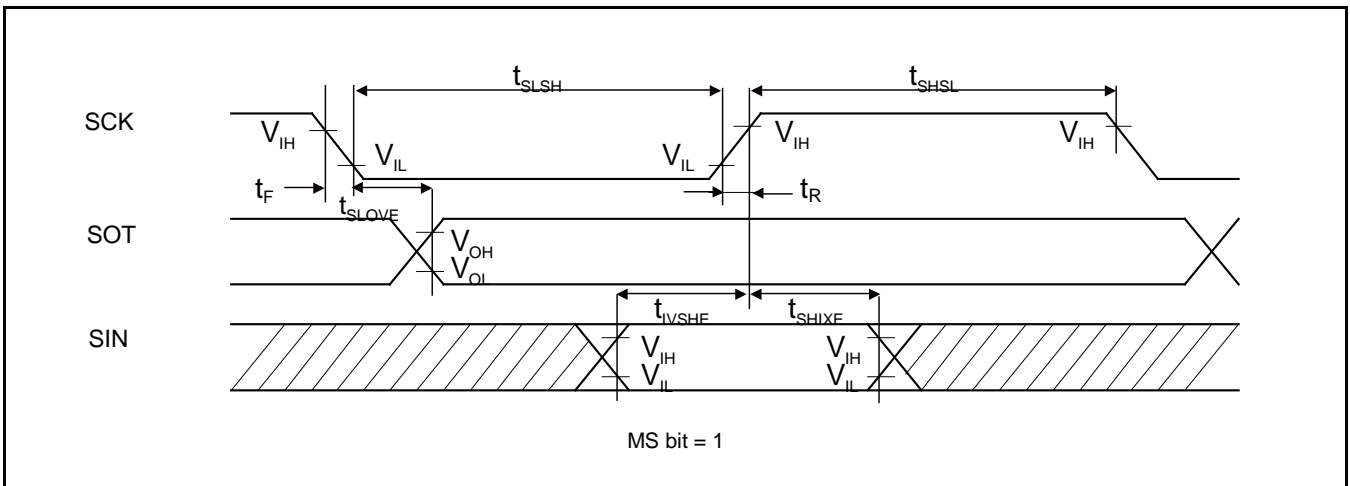 tSLSH
tSHSL
SCK
VIH
VIL
VIL
VIH
VIH
tF
tR
tSLOVE
SOT
VOH
VOL
tIVSHE
tSHIXE
SIN
VIH
VIH
VIL
VIL
MS bit = 1